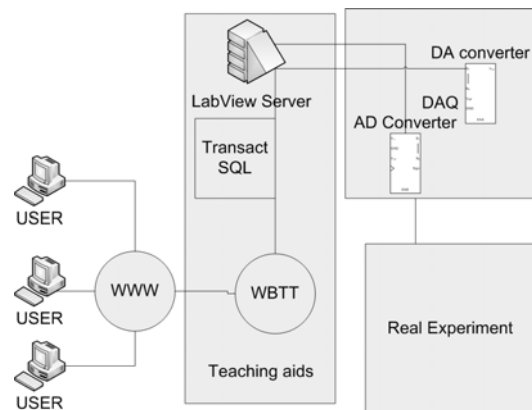 DA converter
LabView Server
DAQ
AD Converter
Transact
SQL
USER
WWW
WBTT
USER
Real Experiment
Teaching aids
USER